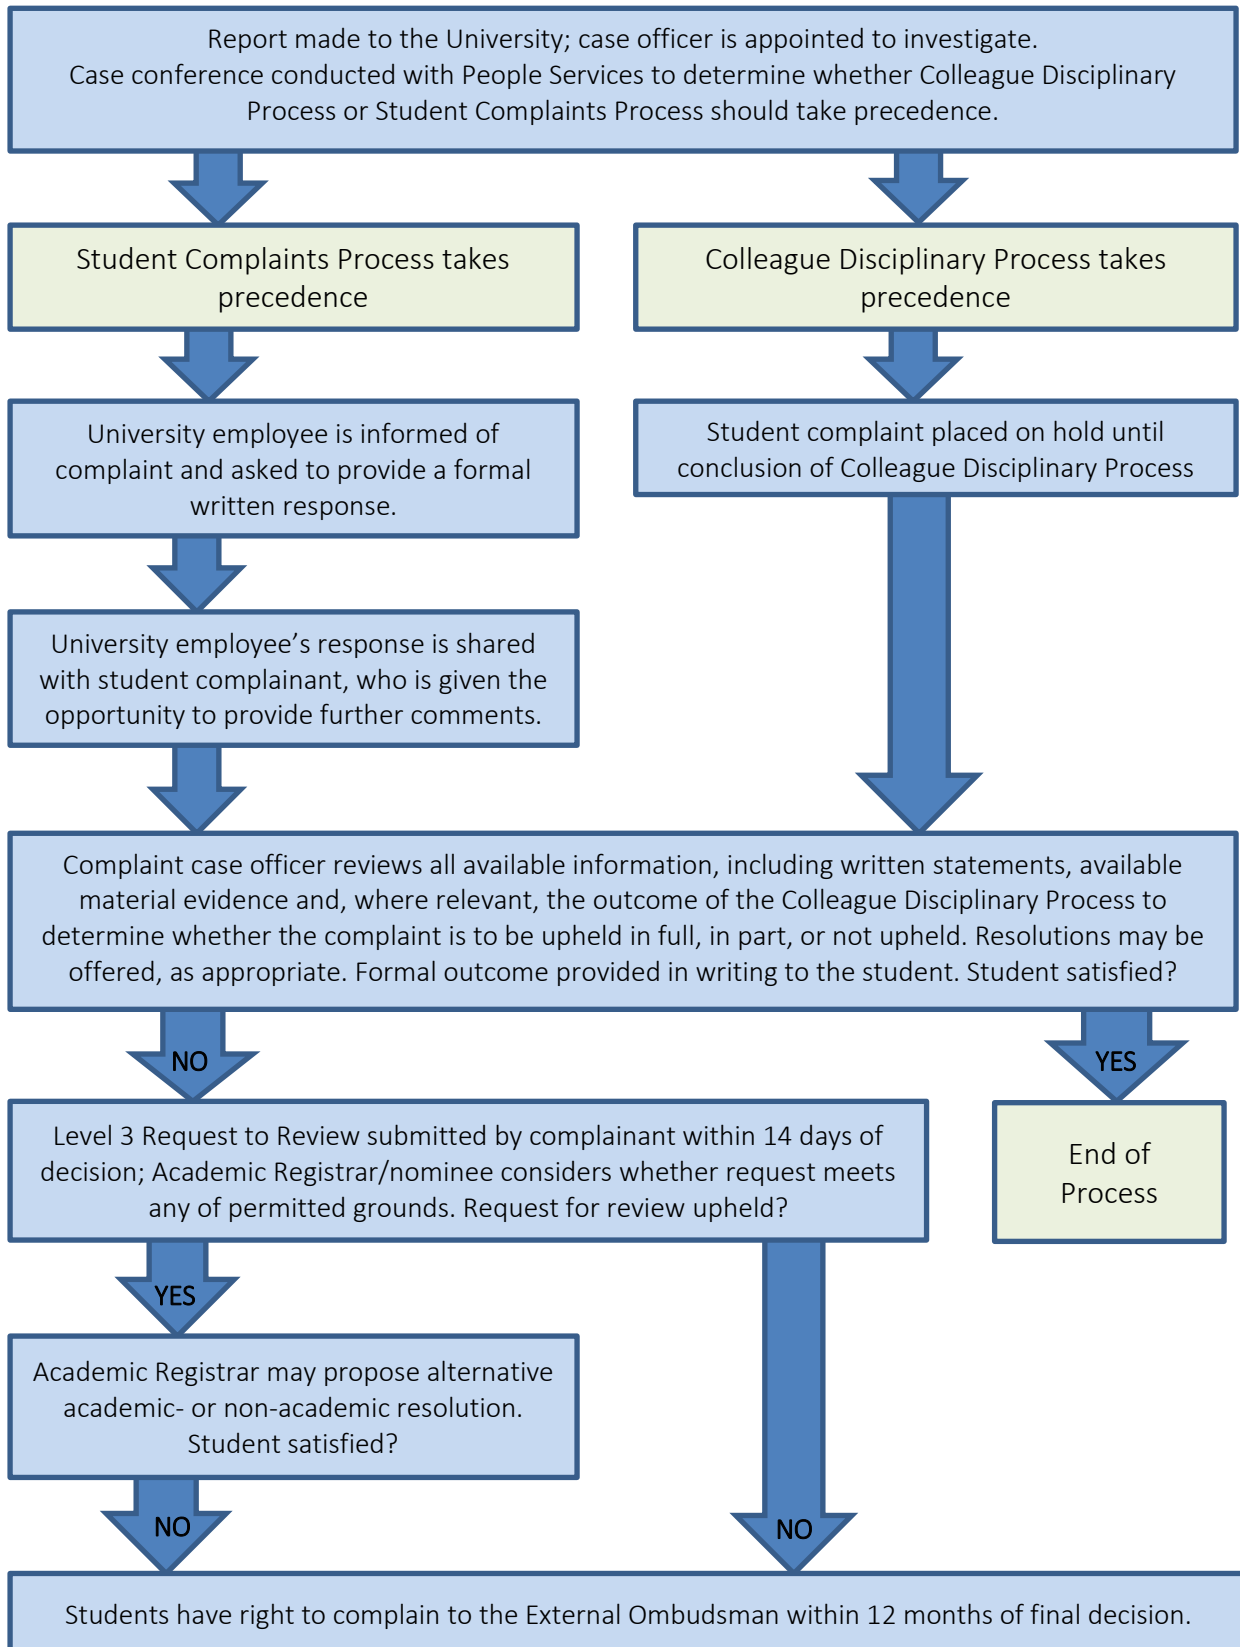 Report made to the University; case officer is appointed to investigate.
Case conference conducted with People Services to determine whether Colleague Disciplinary
Process or Student Complaints Process should take precedence.
Student Complaints Process takes
precedence
Colleague Disciplinary Process takes
precedence
University employee is informed of
complaint and asked to provide a formal
written response.
Student complaint placed on hold until
conclusion of Colleague Disciplinary Process
University employee’s response is shared
with student complainant, who is given the
opportunity to provide further comments.
Complaint case officer reviews all available information, including written statements, available
material evidence and, where relevant, the outcome of the Colleague Disciplinary Process to
determine whether the complaint is to be upheld in full, in part, or not upheld. Resolutions may be
offered, as appropriate. Formal outcome provided in writing to the student. Student satisfied?
NO
YES
Level 3 Request to Review submitted by complainant within 14 days of
decision; Academic Registrar/nominee considers whether request meets
any of permitted grounds. Request for review upheld?
End of
Process
YES
Academic Registrar may propose alternative
academic- or non-academic resolution.
Student satisfied?
NO
NO
Students have right to complain to the External Ombudsman within 12 months of final decision.